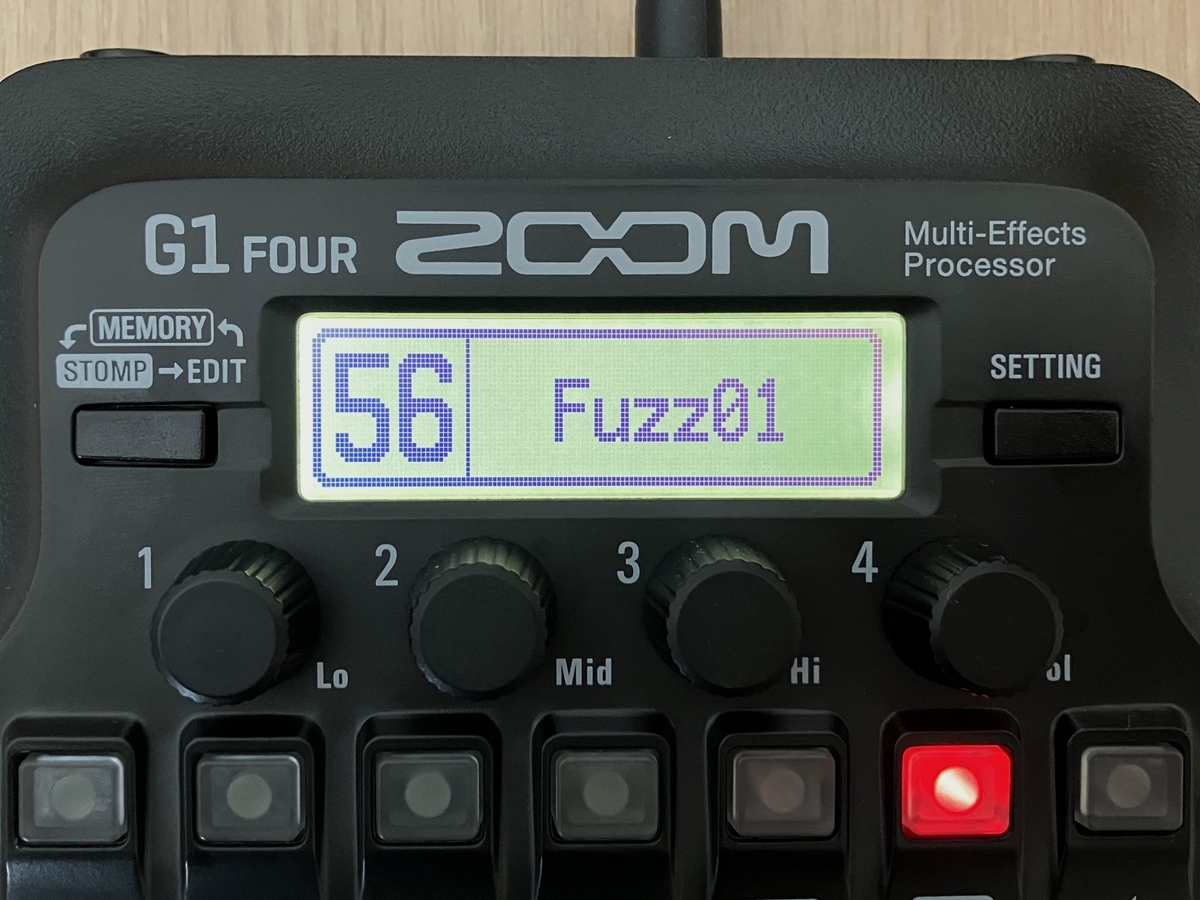 G1 FOUR ZOOM
Multi-Effects
Processor
MEMORY
STOMP → EDIT
SETTING
56 Fuzz01
1
2
3
4
Lo
Mid
Hi